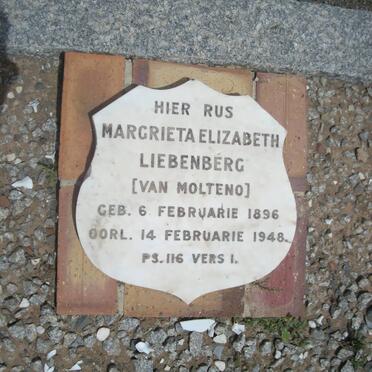 HIER RUS
MARGRIETA ELIZABETH
LIEBENBERG
[VAN MOLTENO]
GEB. 6 FEBRUARIE 1896
OORL. 14 FEBRUARIE 1948.
PS. 116 VERS 1.